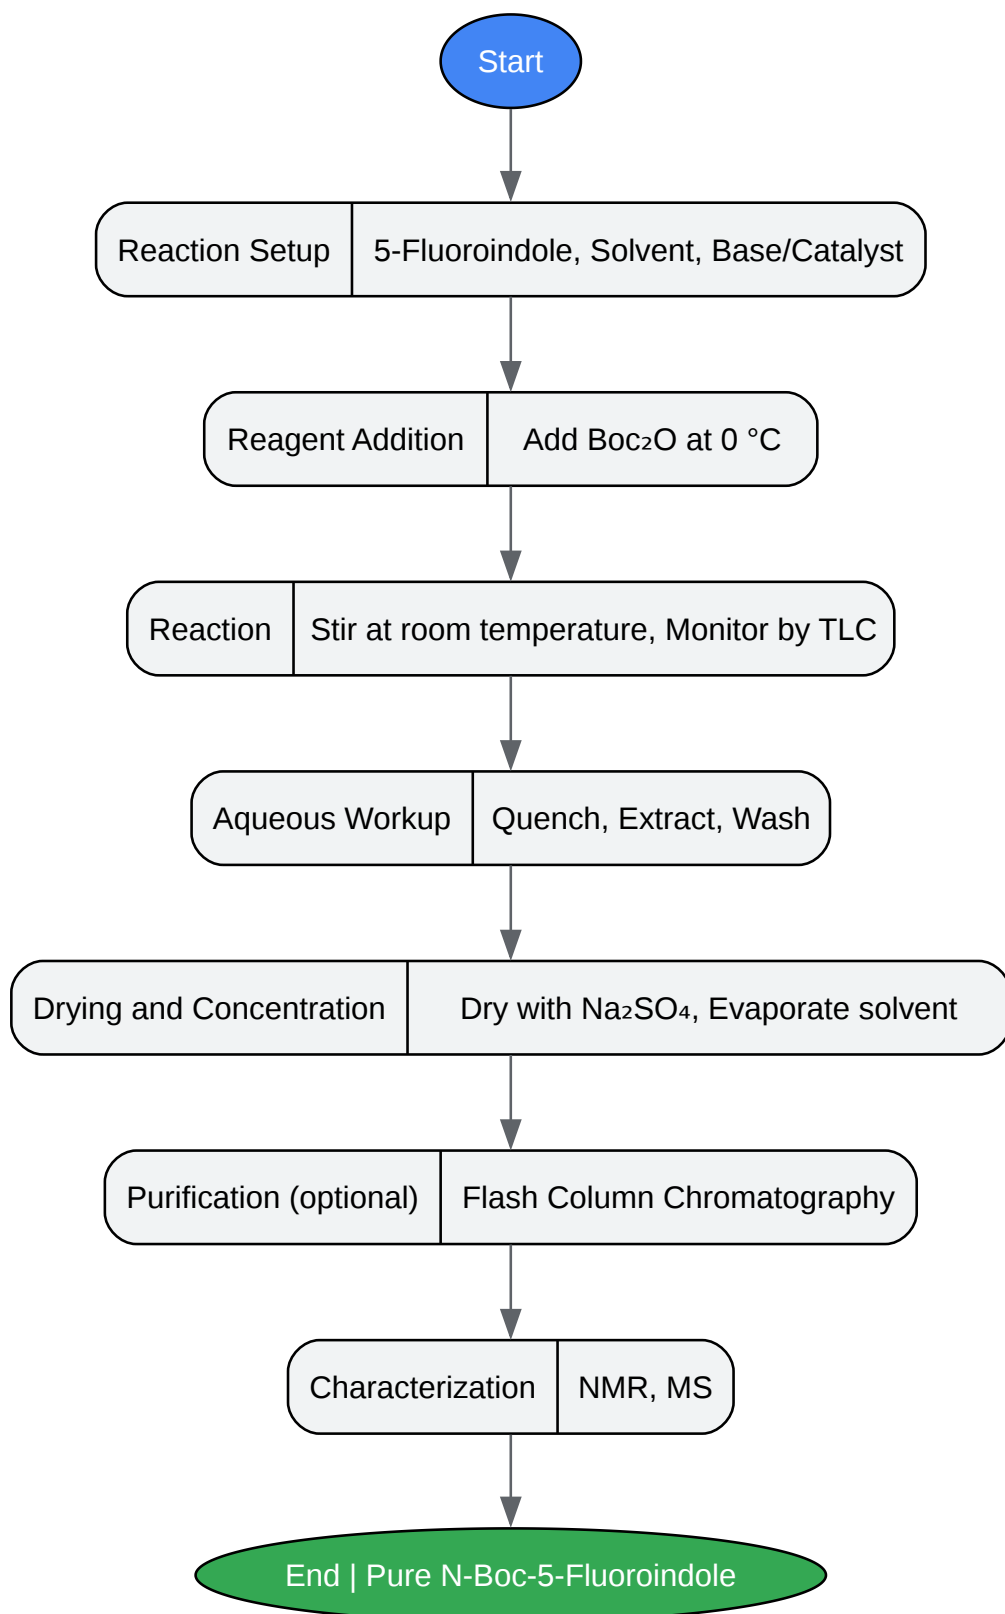 Start
Reaction Setup
5-Fluoroindole, Solvent, Base/Catalyst
Reagent Addition
Add Boc₂O at 0 °C
Reaction
Stir at room temperature, Monitor by TLC
Aqueous Workup
Quench, Extract, Wash
Drying and Concentration
Dry with Na₂SO₄, Evaporate solvent
Purification (optional)
Flash Column Chromatography
Characterization
NMR, MS
End | Pure N-Boc-5-Fluoroindole